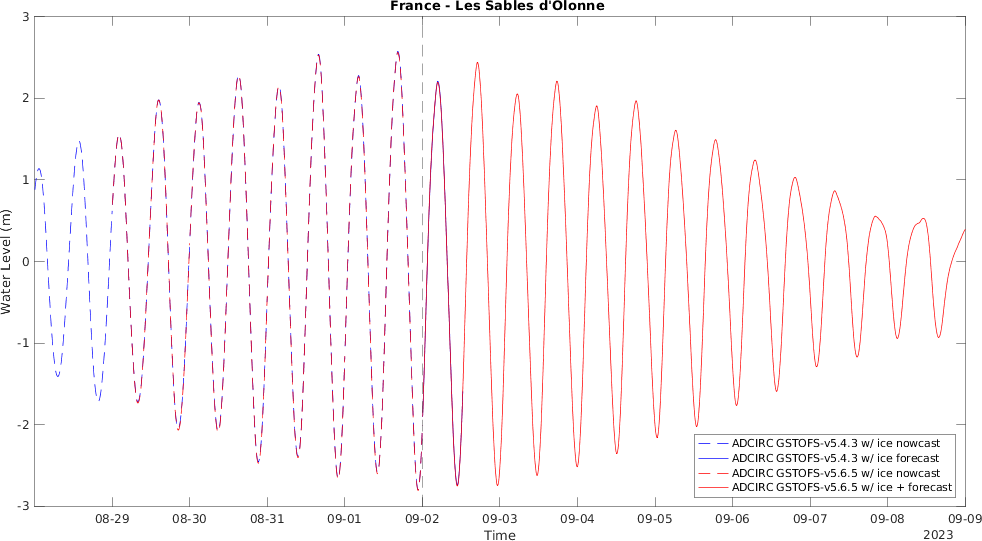 France - Les Sables d'Olonne
3
2
1
0
-1
-2
-3
Water Level (m)
ADCIRC GSTOFS-v5.4.3 w/ ice nowcast
ADCIRC GSTOFS-v5.4.3 w/ ice forecast
ADCIRC GSTOFS-v5.6.5 w/ ice nowcast
ADCIRC GSTOFS-v5.6.5 w/ ice + forecast
08-29 08-30 08-31 09-01 09-02 09-03 09-04 09-05 09-06 09-07 09-08 09-09
Time
2023